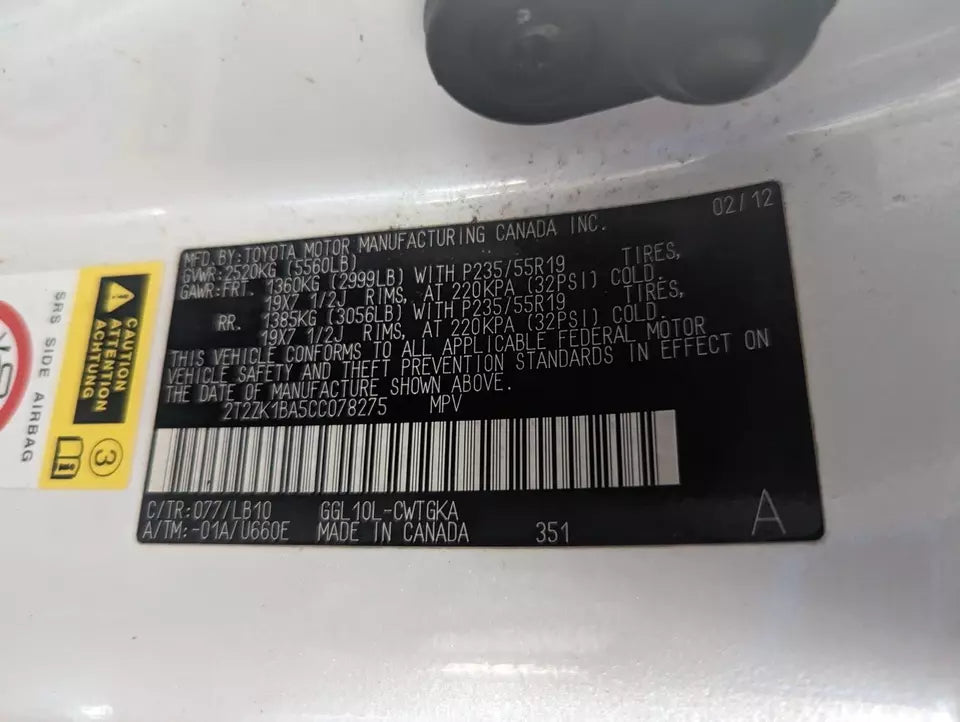 02/12
MFD.BY:TOYOTA MOTOR MANUFACTURING CANADA INC.
GVWR:2520KG (5560LB)
GAWR:FRT. 1360KG (2999LB) WITH P235/55R19 TIRES,
19X7 1/2J RIMS, AT 220KPA (32PSI) COLD.
RR. 1385KG (3056LB) WITH P235/55R19 TIRES,
19X7 1/2J RIMS, AT 220KPA (32PSI) COLD.
THIS VEHICLE CONFORMS TO ALL APPLICABLE FEDERAL MOTOR
VEHICLE SAFETY AND THEFT PREVENTION STANDARDS IN EFFECT ON
THE DATE OF MANUFACTURE SHOWN ABOVE.
2T2ZK1BA5CC078275 MPV
C/TR:077/LB10 GGL10L-CWTGKA
A/TM:-01A/U660E MADE IN CANADA 351 A
CAUTION
ATTENTION
ACHTUNG
3
SRS SIDE AIRBAG